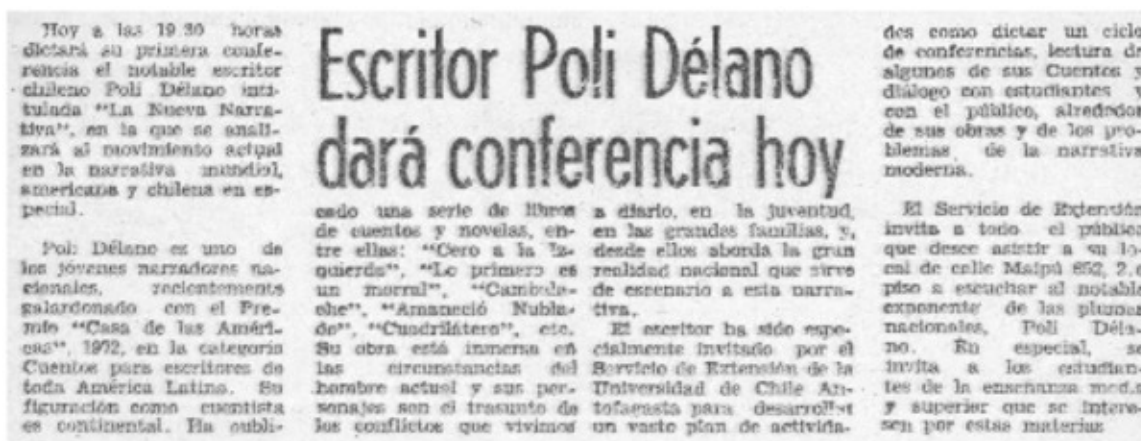 Escritor Poli Délano
dará conferencia hoy
Hoy a las 19.30 horas
dictará su primera confe-
rencia el notable escritor
chileno Poli Délano inti-
tulada "La Nueva Narra-
tiva", en la que se anali-
zará al movimiento actual
en la narrativa mundial,
americana y chilena en es-
pecial.
Poli Délano es uno de
los jóvenes narradores na-
cionales, recientemente
galardonado con el Pre-
mio "Casa de las Améri-
cas", 1972, en la categoría
Cuentos para escritores de
toda América Latina. Su
figuración como cuentista
es continental. Ha publi-
cado una serie de libros
de cuentos y novelas, en-
tre ellas: "Cero a la Iz-
quierda", "Lo primero es
un morral", "Cambala-
che", "Amaneció Nubla-
do", "Cuadrilátero", etc.
Su obra está inmersa en
las circunstancias del
hombre actual y sus per-
sonajes son el trasunto de
los conflictos que vivimos
a diario, en la juventud,
en las grandes familias, y,
desde ellos aborda la gran
realidad nacional que sirve
de escenario a esta narra-
tiva.
El escritor ha sido espe-
cialmente invitado por el
Servicio de Extensión de la
Universidad de Chile An-
tofagasta para desarrollar
un vasto plan de activida-
des como dictar un ciclo
de conferencias, lectura de
algunos de sus Cuentos y
diálogo con estudiantes y
con el público, alrededor
de sus obras y de los pro-
blemas de la narrativa
moderna.
El Servicio de Extensión
invita a todo el público
que desee asistir a su lo-
cal de calle Maipú 652, 2.o
piso a escuchar al notable
exponente de las plumas
nacionales, Poli Déla-
no. En especial, se
invita a los estudian-
tes de la enseñanza media
y superior que se intere-
sen por estas materias